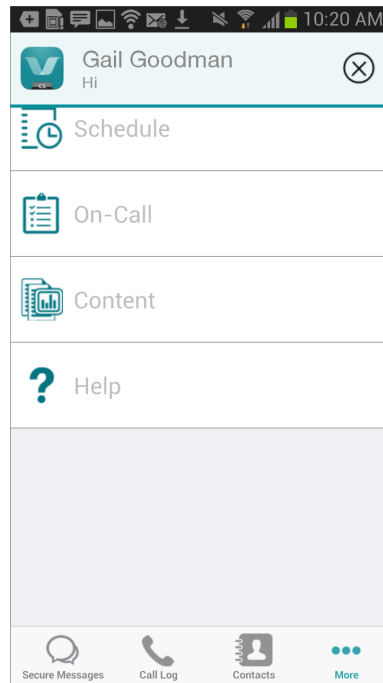 10:20 AM
Gail Goodman
Hi
CS
Schedule
On-Call
Content
? Help
Secure Messages
Call Log
Contacts
More